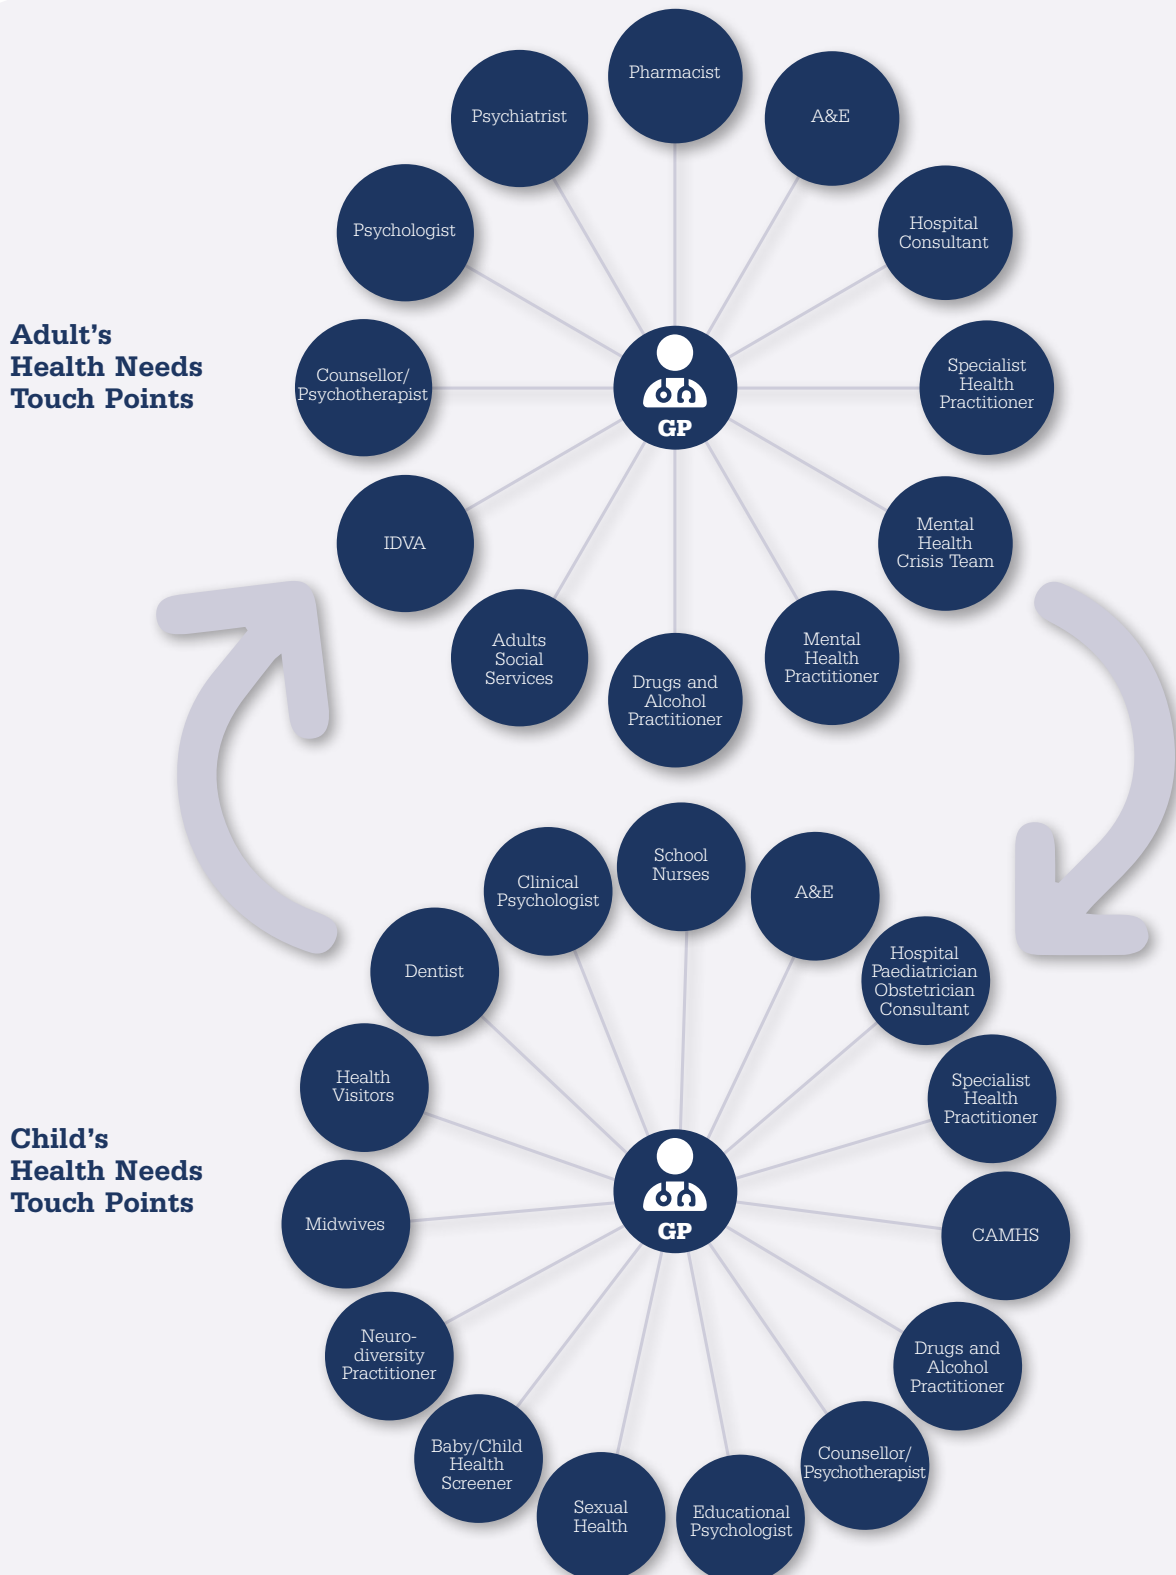 Pharmacist
Psychiatrist
A&E
Psychologist
Hospital
Consultant
Adult’s
Health Needs
Touch Points
Counsellor/
Psychotherapist
GP
Specialist
Health
Practitioner
IDVA
Mental
Health
Crisis Team
Adults
Social
Services
Drugs and
Alcohol
Practitioner
Mental
Health
Practitioner
School
Nurses
Clinical
Psychologist
A&E
Dentist
Hospital
Paediatrician
Obstetrician
Consultant
Health
Visitors
Specialist
Health
Practitioner
Child’s
Health Needs
Touch Points
Midwives
GP
CAMHS
Neuro-
diversity
Practitioner
Drugs and
Alcohol
Practitioner
Baby/Child
Health
Screener
Counsellor/
Psychotherapist
Sexual
Health
Educational
Psychologist